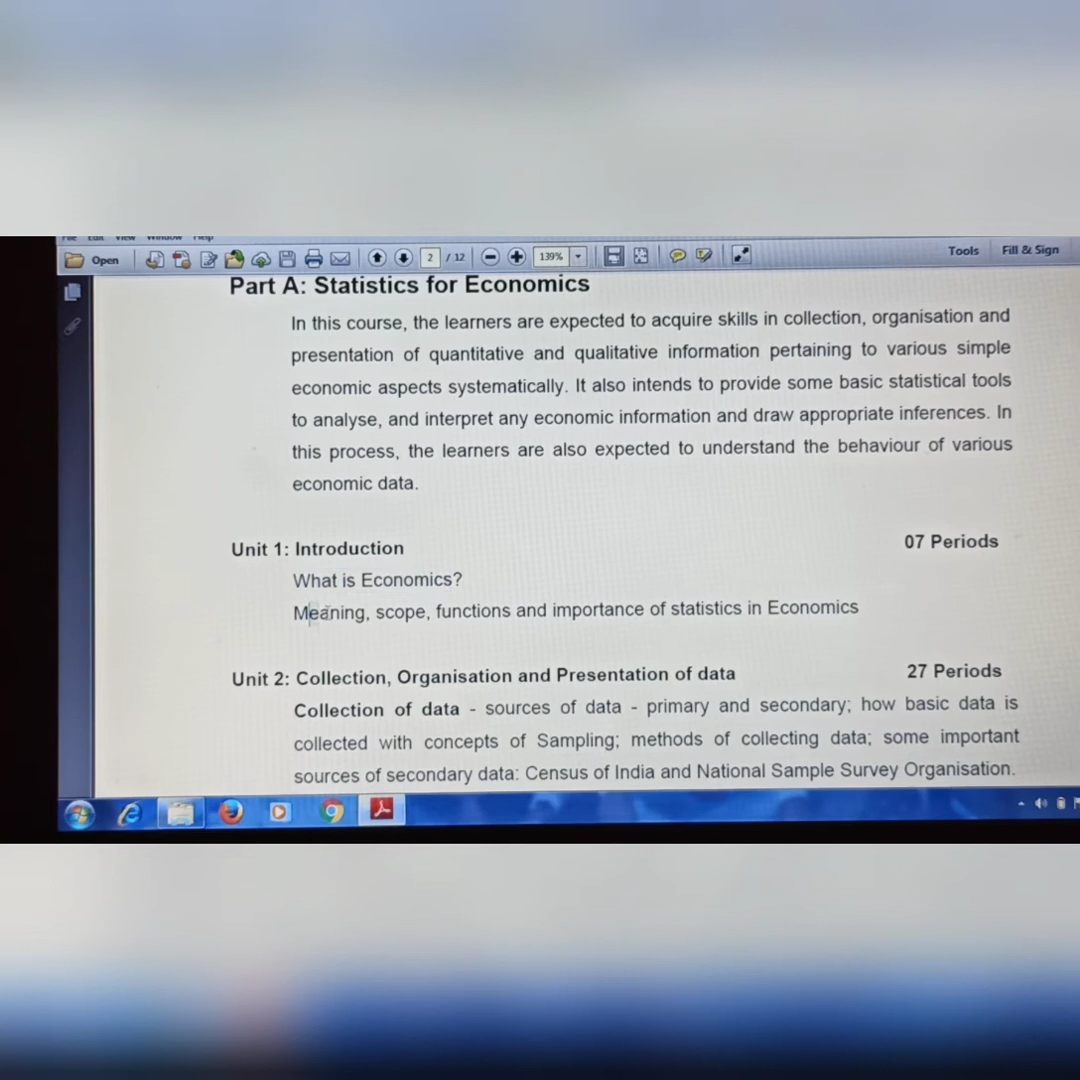 File Edit View Window Help
Open 2 / 12 139% Tools Fill & Sign
Part A: Statistics for Economics
In this course, the learners are expected to acquire skills in collection, organisation and
presentation of quantitative and qualitative information pertaining to various simple
economic aspects systematically. It also intends to provide some basic statistical tools
to analyse, and interpret any economic information and draw appropriate inferences. In
this process, the learners are also expected to understand the behaviour of various
economic data.
Unit 1: Introduction 07 Periods
What is Economics?
Meaning, scope, functions and importance of statistics in Economics
Unit 2: Collection, Organisation and Presentation of data 27 Periods
Collection of data - sources of data - primary and secondary; how basic data is
collected with concepts of Sampling; methods of collecting data; some important
sources of secondary data: Census of India and National Sample Survey Organisation.